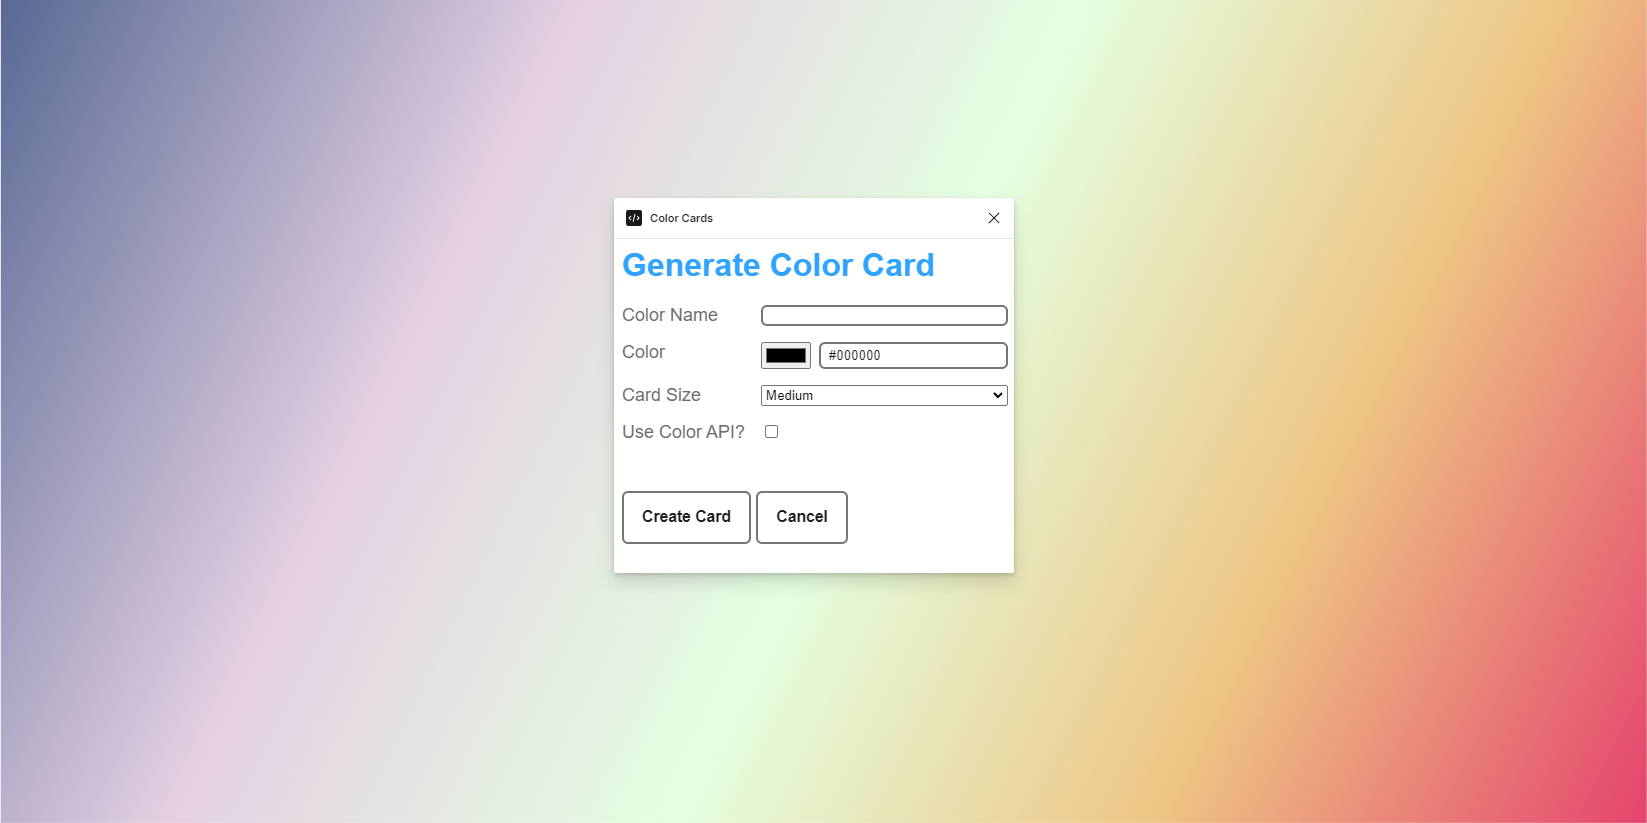 Color Cards
Generate Color Card
Color Name
Color #000000
Card Size Medium
Use Color API?
Create Card Cancel